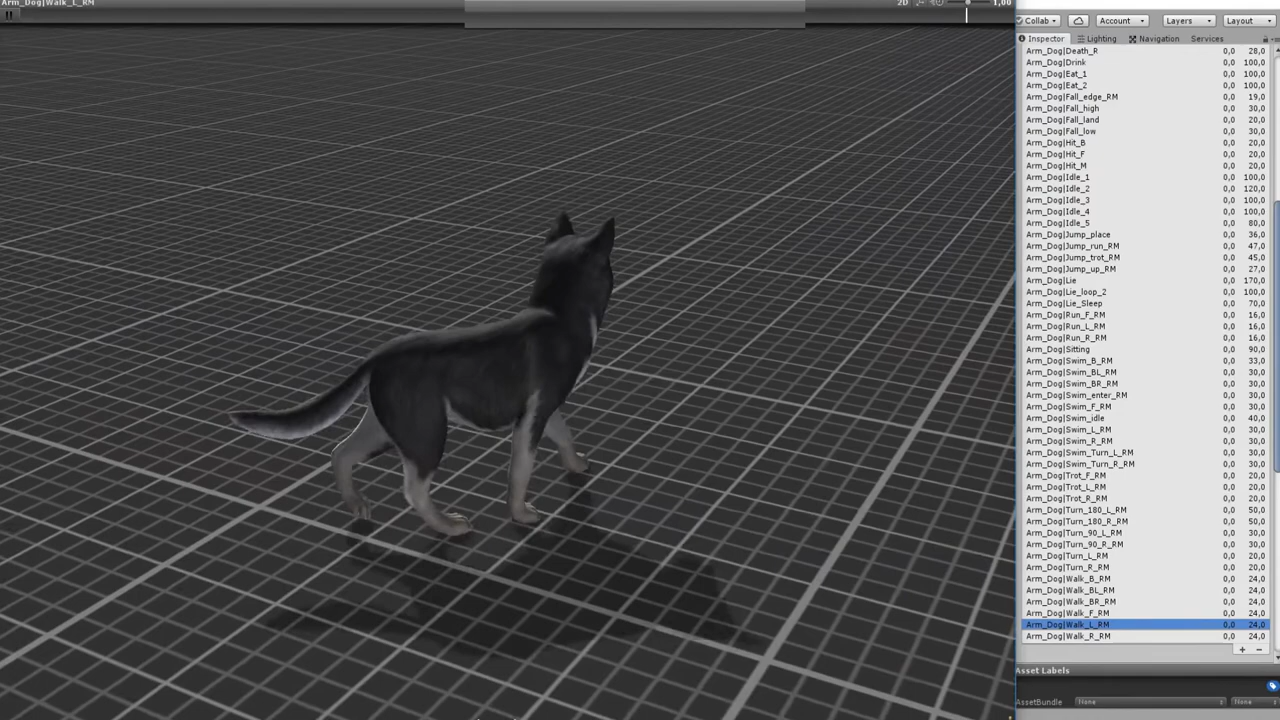 Arm_Dog|Walk_L_RM
2D
1,00
Collab
Account
Layers
Layout
Inspector
Lighting
Navigation
Services
Arm_Dog|Death_R 0,0 28,0
Arm_Dog|Drink 0,0 100,0
Arm_Dog|Eat_1 0,0 100,0
Arm_Dog|Eat_2 0,0 100,0
Arm_Dog|Fall_edge_RM 0,0 19,0
Arm_Dog|Fall_high 0,0 30,0
Arm_Dog|Fall_land 0,0 20,0
Arm_Dog|Fall_low 0,0 30,0
Arm_Dog|Hit_B 0,0 20,0
Arm_Dog|Hit_F 0,0 20,0
Arm_Dog|Hit_M 0,0 20,0
Arm_Dog|Idle_1 0,0 100,0
Arm_Dog|Idle_2 0,0 120,0
Arm_Dog|Idle_3 0,0 100,0
Arm_Dog|Idle_4 0,0 100,0
Arm_Dog|Idle_5 0,0 80,0
Arm_Dog|Jump_place 0,0 36,0
Arm_Dog|Jump_run_RM 0,0 47,0
Arm_Dog|Jump_trot_RM 0,0 45,0
Arm_Dog|Jump_up_RM 0,0 27,0
Arm_Dog|Lie 0,0 170,0
Arm_Dog|Lie_loop_2 0,0 100,0
Arm_Dog|Lie_Sleep 0,0 70,0
Arm_Dog|Run_F_RM 0,0 16,0
Arm_Dog|Run_L_RM 0,0 16,0
Arm_Dog|Run_R_RM 0,0 16,0
Arm_Dog|Sitting 0,0 90,0
Arm_Dog|Swim_B_RM 0,0 33,0
Arm_Dog|Swim_BL_RM 0,0 30,0
Arm_Dog|Swim_BR_RM 0,0 30,0
Arm_Dog|Swim_enter_RM 0,0 30,0
Arm_Dog|Swim_F_RM 0,0 30,0
Arm_Dog|Swim_idle 0,0 40,0
Arm_Dog|Swim_L_RM 0,0 30,0
Arm_Dog|Swim_R_RM 0,0 30,0
Arm_Dog|Swim_Turn_L_RM 0,0 30,0
Arm_Dog|Swim_Turn_R_RM 0,0 30,0
Arm_Dog|Trot_F_RM 0,0 20,0
Arm_Dog|Trot_L_RM 0,0 20,0
Arm_Dog|Trot_R_RM 0,0 20,0
Arm_Dog|Turn_180_L_RM 0,0 50,0
Arm_Dog|Turn_180_R_RM 0,0 50,0
Arm_Dog|Turn_90_L_RM 0,0 30,0
Arm_Dog|Turn_90_R_RM 0,0 30,0
Arm_Dog|Turn_L_RM 0,0 20,0
Arm_Dog|Turn_R_RM 0,0 20,0
Arm_Dog|Walk_B_RM 0,0 24,0
Arm_Dog|Walk_BL_RM 0,0 24,0
Arm_Dog|Walk_BR_RM 0,0 24,0
Arm_Dog|Walk_F_RM 0,0 24,0
Arm_Dog|Walk_L_RM 0,0 24,0
Arm_Dog|Walk_R_RM 0,0 24,0
Asset Labels
AssetBundle None None